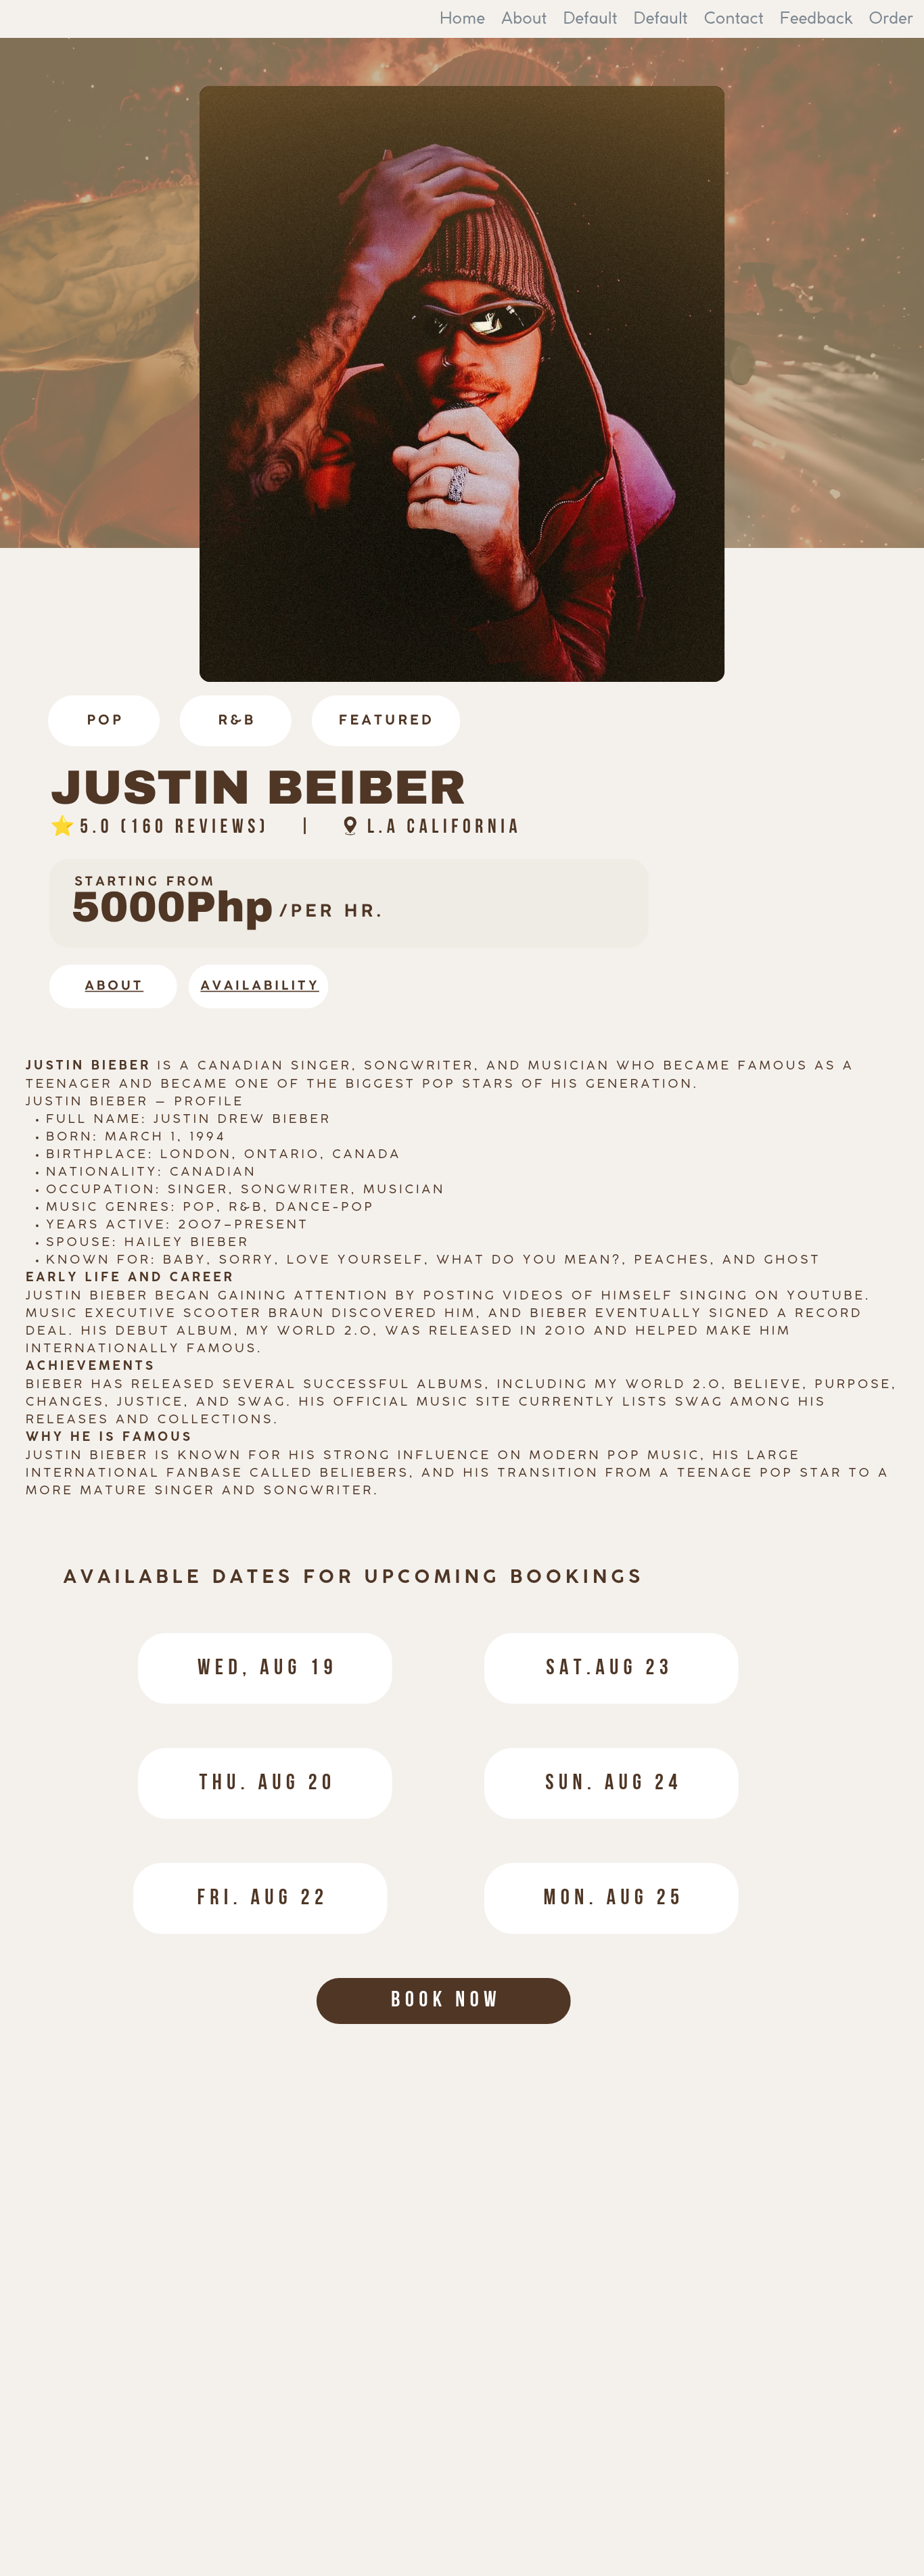 Home About Default Default Contact Feedback Order
POP R&B FEATURED
JUSTIN BEIBER
5.0 (160 REVIEWS) | L.A CALIFORNIA
STARTING FROM
5000Php /PER HR.
ABOUT AVAILABILITY
JUSTIN BIEBER IS A CANADIAN SINGER, SONGWRITER, AND MUSICIAN WHO BECAME FAMOUS AS A
TEENAGER AND BECAME ONE OF THE BIGGEST POP STARS OF HIS GENERATION.
JUSTIN BIEBER — PROFILE
• FULL NAME: JUSTIN DREW BIEBER
• BORN: MARCH 1, 1994
• BIRTHPLACE: LONDON, ONTARIO, CANADA
• NATIONALITY: CANADIAN
• OCCUPATION: SINGER, SONGWRITER, MUSICIAN
• MUSIC GENRES: POP, R&B, DANCE-POP
• YEARS ACTIVE: 2007–PRESENT
• SPOUSE: HAILEY BIEBER
• KNOWN FOR: BABY, SORRY, LOVE YOURSELF, WHAT DO YOU MEAN?, PEACHES, AND GHOST
EARLY LIFE AND CAREER
JUSTIN BIEBER BEGAN GAINING ATTENTION BY POSTING VIDEOS OF HIMSELF SINGING ON YOUTUBE.
MUSIC EXECUTIVE SCOOTER BRAUN DISCOVERED HIM, AND BIEBER EVENTUALLY SIGNED A RECORD
DEAL. HIS DEBUT ALBUM, MY WORLD 2.0, WAS RELEASED IN 2010 AND HELPED MAKE HIM
INTERNATIONALLY FAMOUS.
ACHIEVEMENTS
BIEBER HAS RELEASED SEVERAL SUCCESSFUL ALBUMS, INCLUDING MY WORLD 2.0, BELIEVE, PURPOSE,
CHANGES, JUSTICE, AND SWAG. HIS OFFICIAL MUSIC SITE CURRENTLY LISTS SWAG AMONG HIS
RELEASES AND COLLECTIONS.
WHY HE IS FAMOUS
JUSTIN BIEBER IS KNOWN FOR HIS STRONG INFLUENCE ON MODERN POP MUSIC, HIS LARGE
INTERNATIONAL FANBASE CALLED BELIEBERS, AND HIS TRANSITION FROM A TEENAGE POP STAR TO A
MORE MATURE SINGER AND SONGWRITER.
AVAILABLE DATES FOR UPCOMING BOOKINGS
WED, AUG 19 SAT.AUG 23
THU. AUG 20 SUN. AUG 24
FRI. AUG 22 MON. AUG 25
BOOK NOW